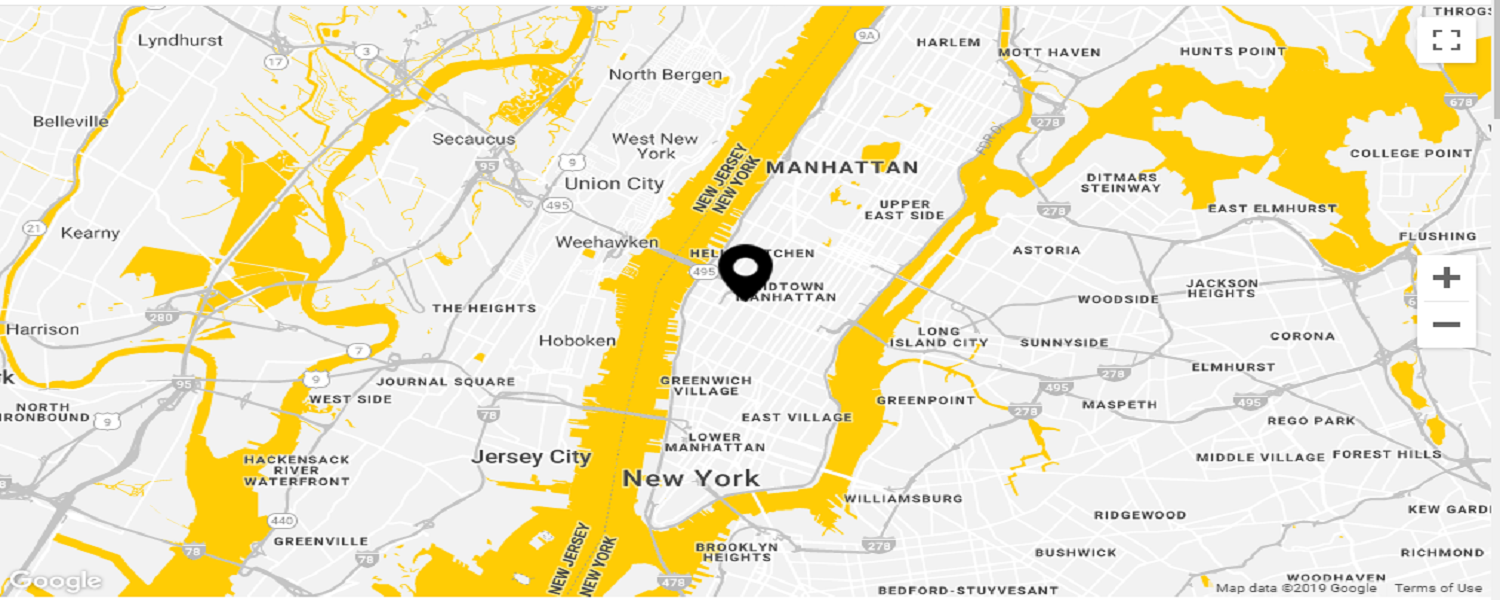 THROGS
Lyndhurst
3
9A
HARLEM
MOTT HAVEN
HUNTS POINT
17
North Bergen
678
Belleville
Secaucus
West New
York
278
FDR Dr
9
95
NEW JERSEY
NEW YORK
MANHATTAN
COLLEGE POINT
Union City
DITMARS
STEINWAY
495
UPPER
EAST SIDE
278
EAST ELMHURST
21
Kearny
Weehawken
FLUSHING
HELL
TCHEN
ASTORIA
495
DTOWN
MANHATTAN
JACKSON
HEIGHTS
WOODSIDE
THE HEIGHTS
280
Harrison
Hoboken
LONG
ISLAND CITY
SUNNYSIDE
CORONA
7
9
JOURNAL SQUARE
95
GREENWICH
VILLAGE
ELMHURST
278
495
495
WEST SIDE
GREENPOINT
MASPETH
NORTH
IRONBOUND
9
78
EAST VILLAGE
278
REGO PARK
LOWER
MANHATTAN
Jersey City
HACKENSACK
RIVER
WATERFRONT
New York
MIDDLE VILLAGE
FOREST HILLS
WILLIAMSBURG
440
RIDGEWOOD
KEW GARD
GREENVILLE
78
78
278
BROOKLYN
HEIGHTS
BUSHWICK
RICHMOND
NEW JERSEY
NEW YORK
478
WOODHAVEN
BEDFORD-STUYVESANT
Google
Map data ©2019 Google
Terms of Use